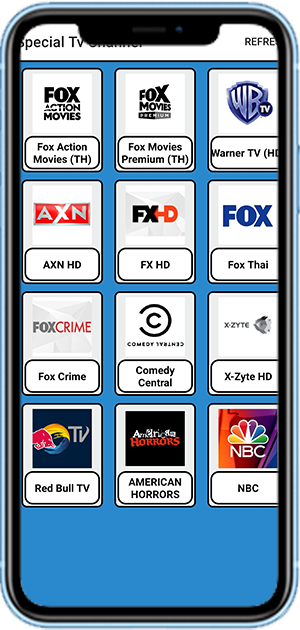 Special Tv Channel
REFRE
FOX
ACTION
MOVIES
FOX
MOVIES
PREMIUM
WB TV
Fox Action
Movies (TH)
Fox Movies
Premium (TH)
Warner TV (HD
AXN
FXHD
FOX
AXN HD
FX HD
Fox Thai
FOXCRIME
COMEDY CENTRAL
X-ZYTE
Fox Crime
Comedy
Central
X-Zyte HD
TV
American
HORRORS
NBC
Red Bull TV
AMERICAN
HORRORS
NBC